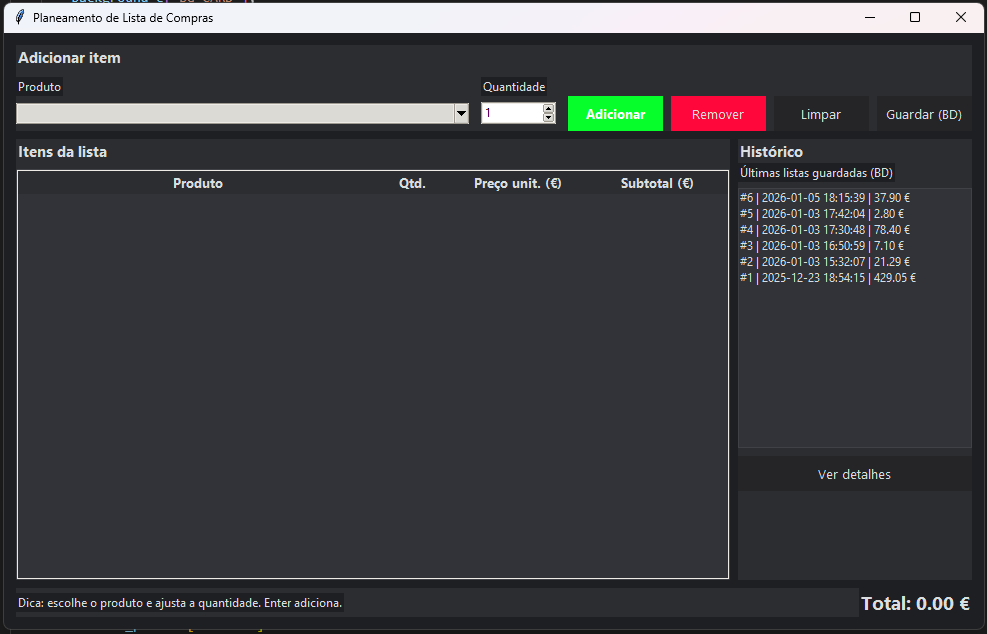 Planeamento de Lista de Compras
Adicionar item
Produto
Quantidade
1
Adicionar
Remover
Limpar
Guardar (BD)
Itens da lista
Produto Qtd. Preço unit. (€) Subtotal (€)
Histórico
Últimas listas guardadas (BD)
#6 | 2026-01-05 18:15:39 | 37.90 €
#5 | 2026-01-03 17:42:04 | 2.80 €
#4 | 2026-01-03 17:30:48 | 78.40 €
#3 | 2026-01-03 16:50:59 | 7.10 €
#2 | 2026-01-03 15:32:07 | 21.29 €
#1 | 2025-12-23 18:54:15 | 429.05 €
Ver detalhes
Dica: escolhe o produto e ajusta a quantidade. Enter adiciona.
Total: 0.00 €